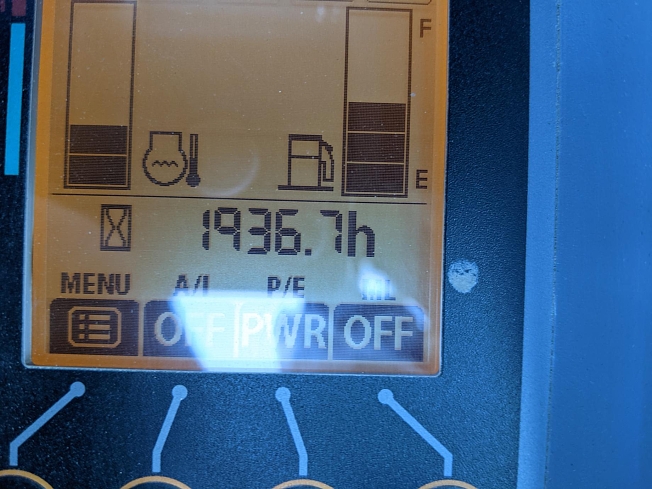 F
E
1936.7h
MENU A/I P/E
OFF PWR OFF